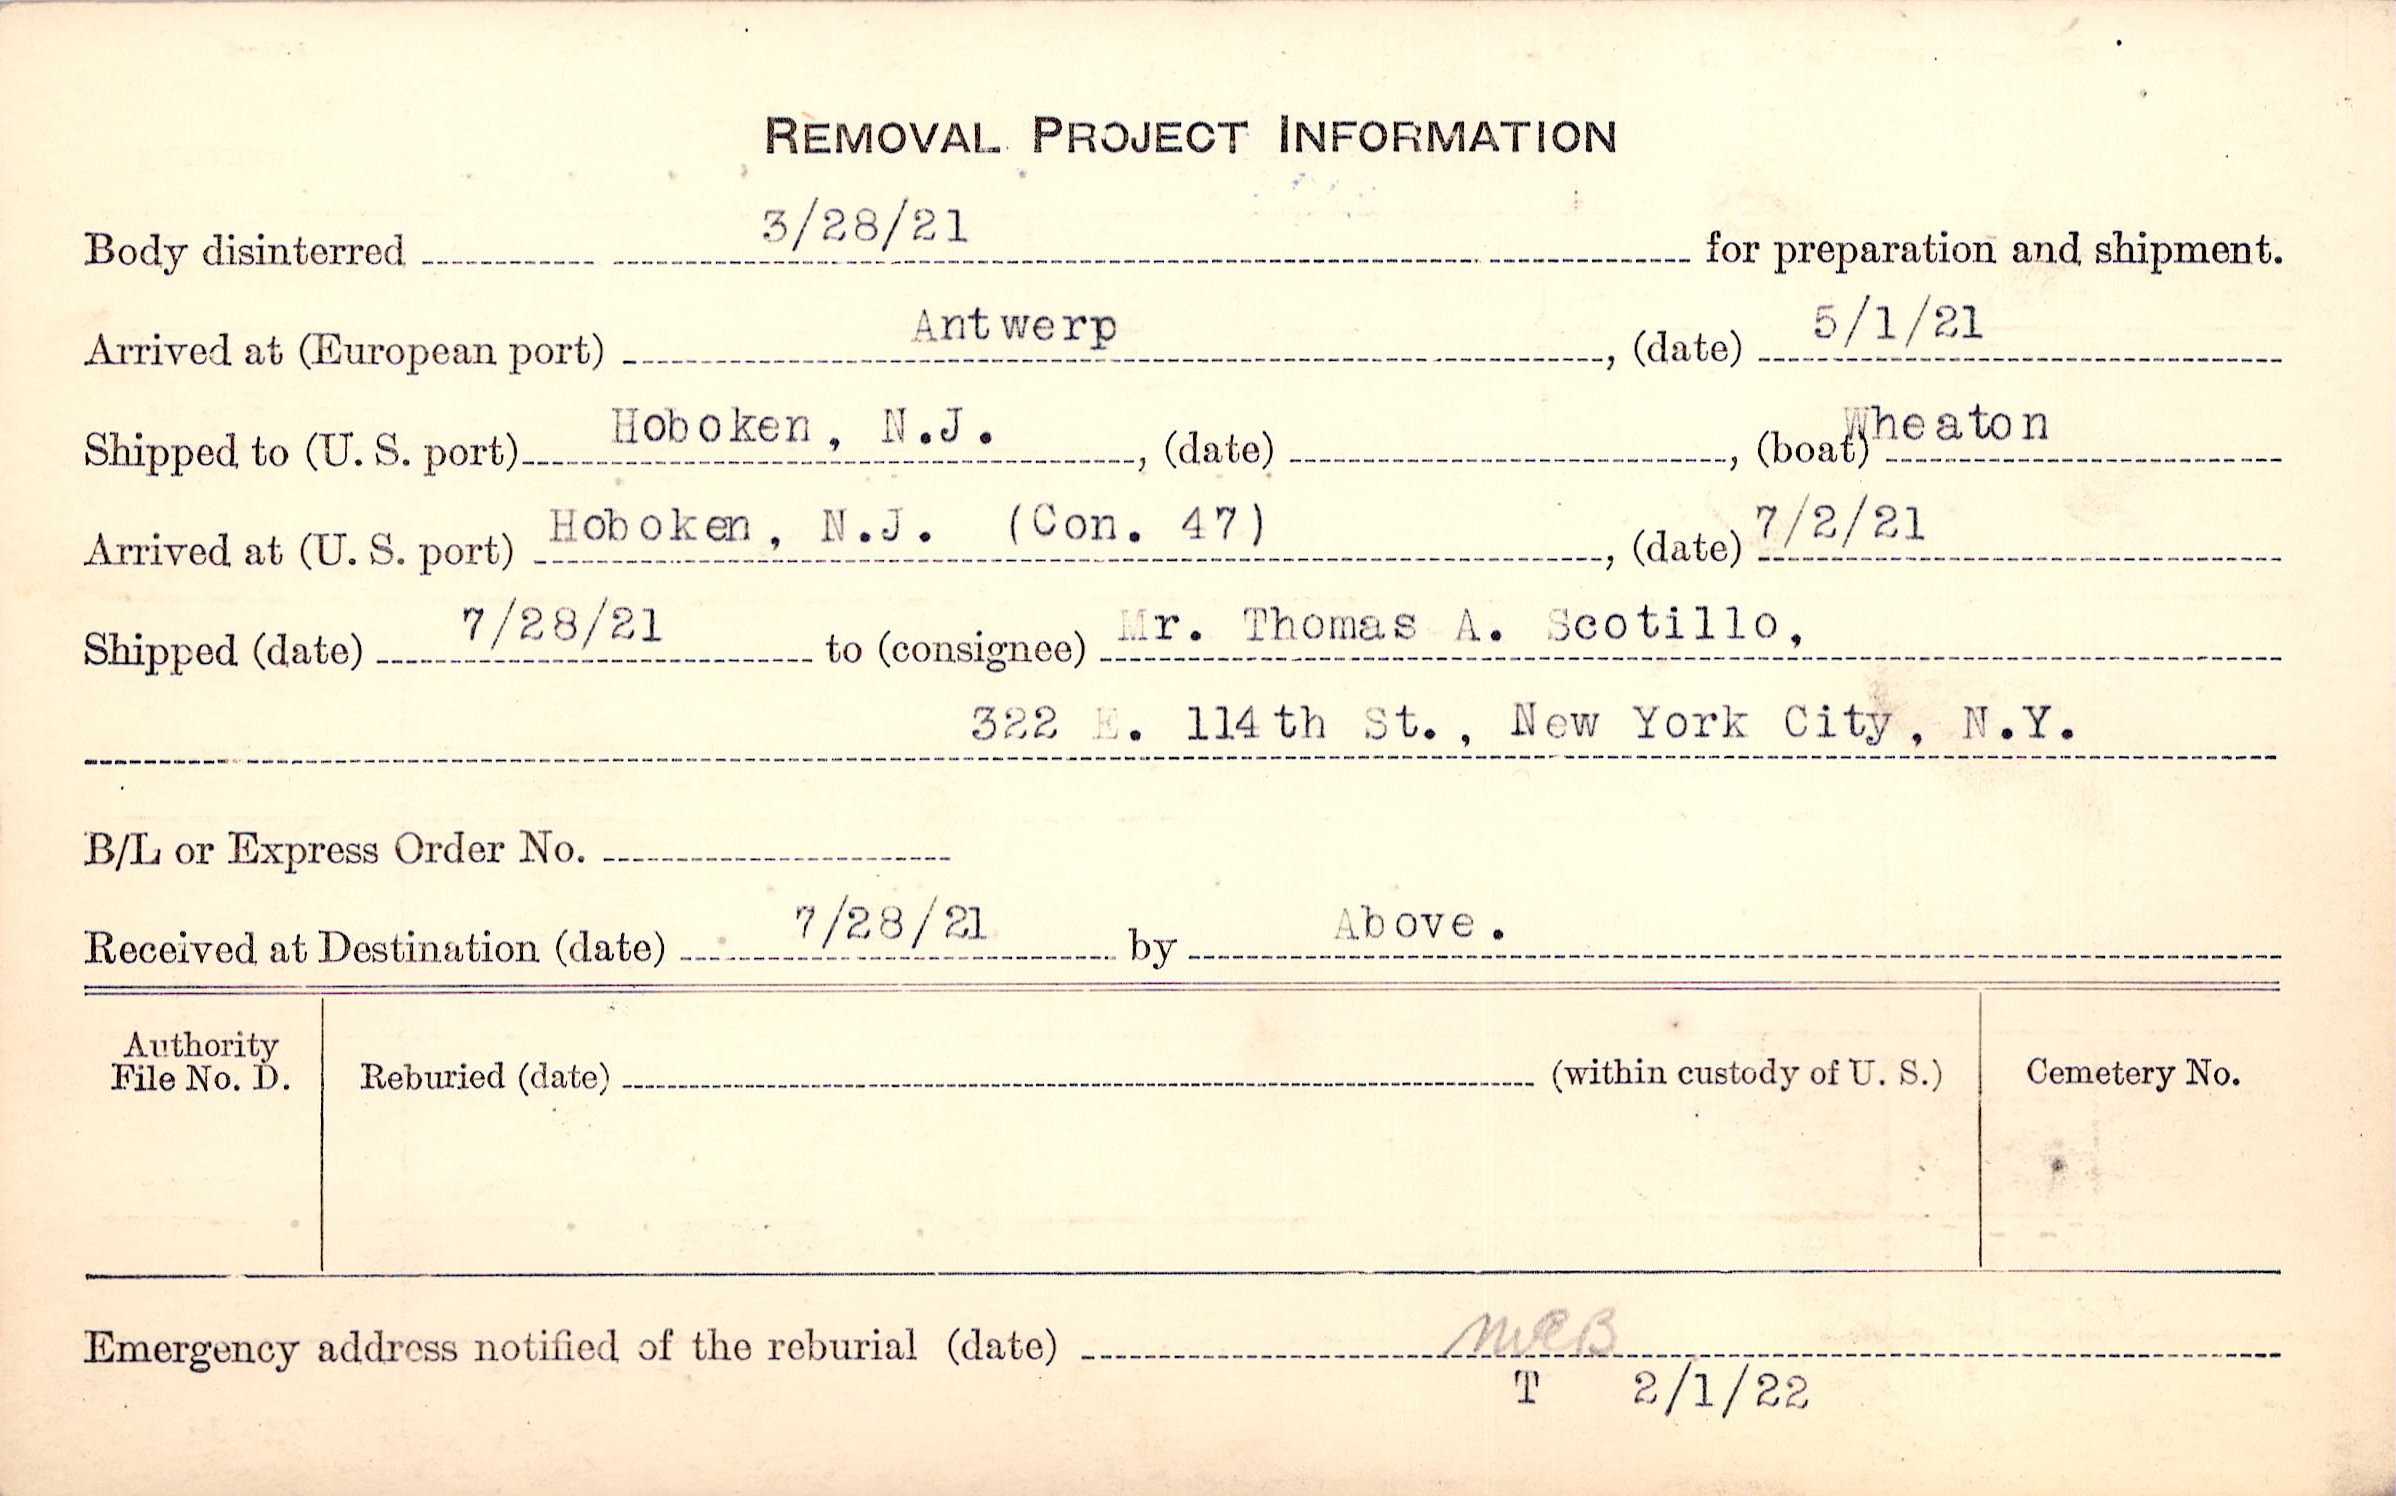 REMOVAL PROJECT INFORMATION
Body disinterred 3/28/21 for preparation and shipment.
Arrived at (European port) Antwerp, (date) 5/1/21
Shipped to (U. S. port) Hoboken, N.J., (date) , (boat) Wheaton
Arrived at (U. S. port) Hoboken, N.J. (Con. 47), (date) 7/2/21
Shipped (date) 7/28/21 to (consignee) Mr. Thomas A. Scotillo,
322 E. 114th St., New York City, N.Y.
B/L or Express Order No.
Received at Destination (date) 7/28/21 by Above.
Authority
File No. D.
Reburied (date) (within custody of U. S.)
Cemetery No.
Emergency address notified of the reburial (date)
T 2/1/22